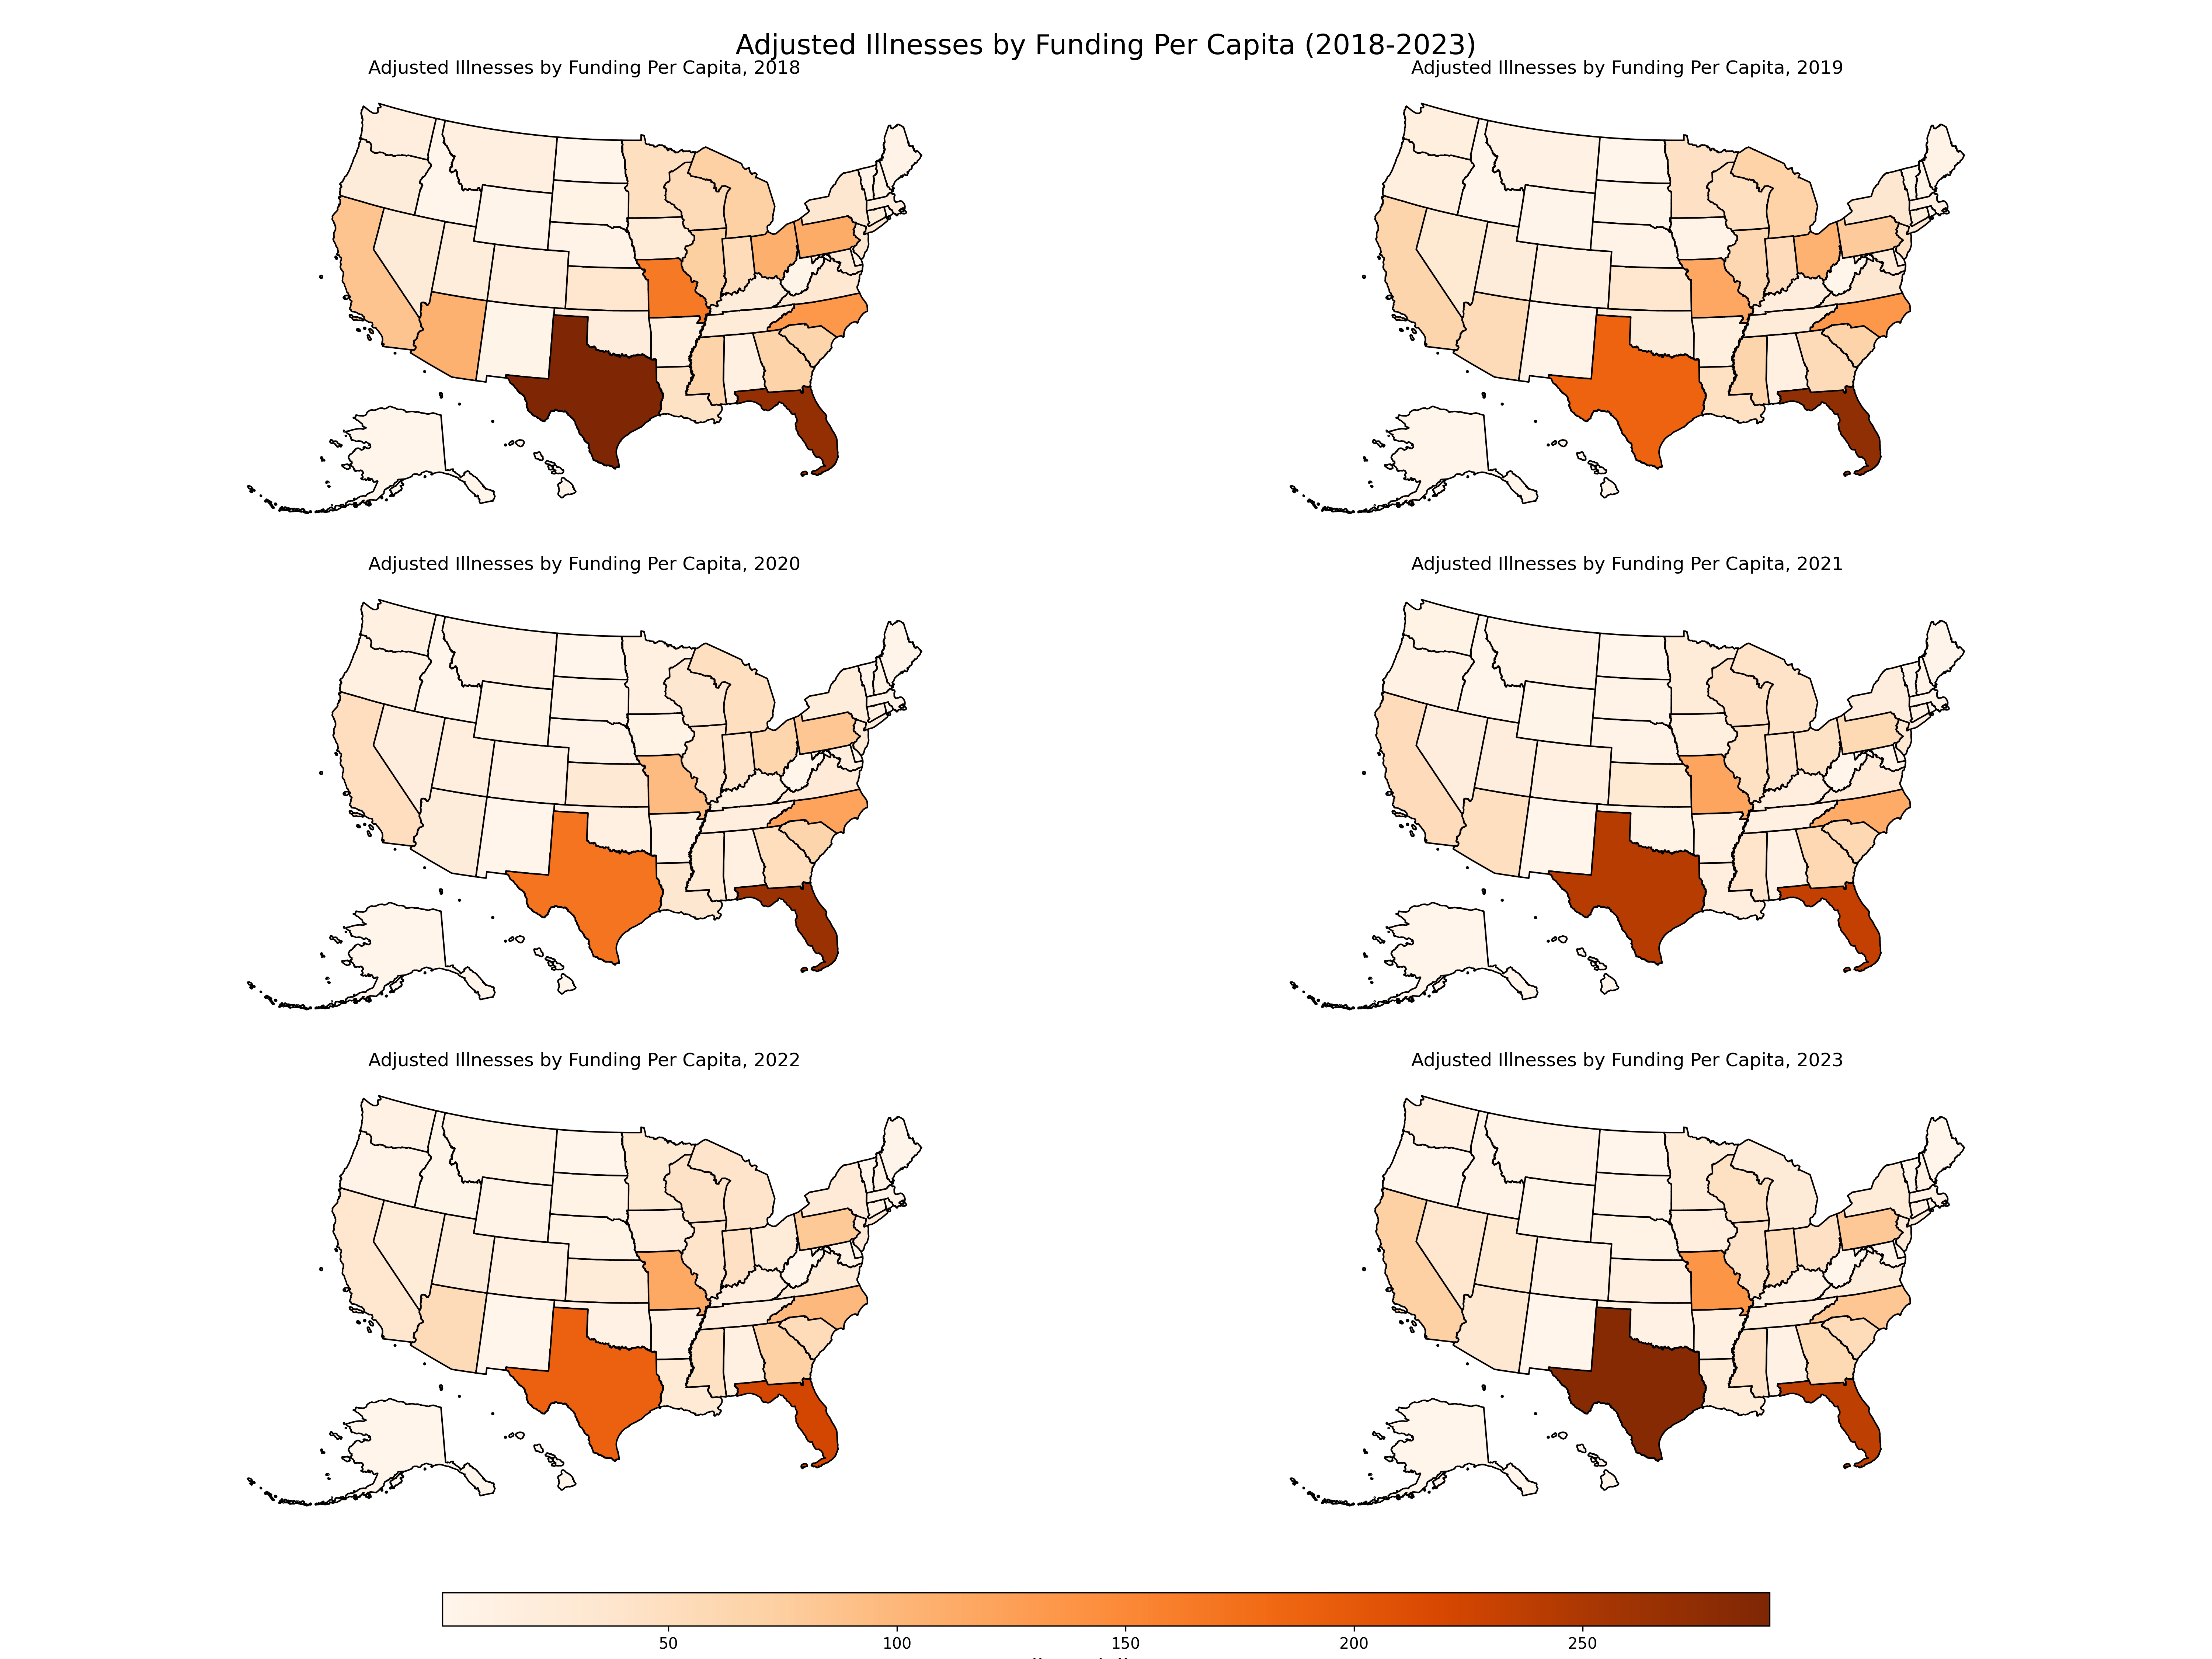 Adjusted Illnesses by Funding Per Capita (2018-2023)
Adjusted Illnesses by Funding Per Capita, 2018
Adjusted Illnesses by Funding Per Capita, 2019
Adjusted Illnesses by Funding Per Capita, 2020
Adjusted Illnesses by Funding Per Capita, 2021
Adjusted Illnesses by Funding Per Capita, 2022
Adjusted Illnesses by Funding Per Capita, 2023
50 100 150 200 250